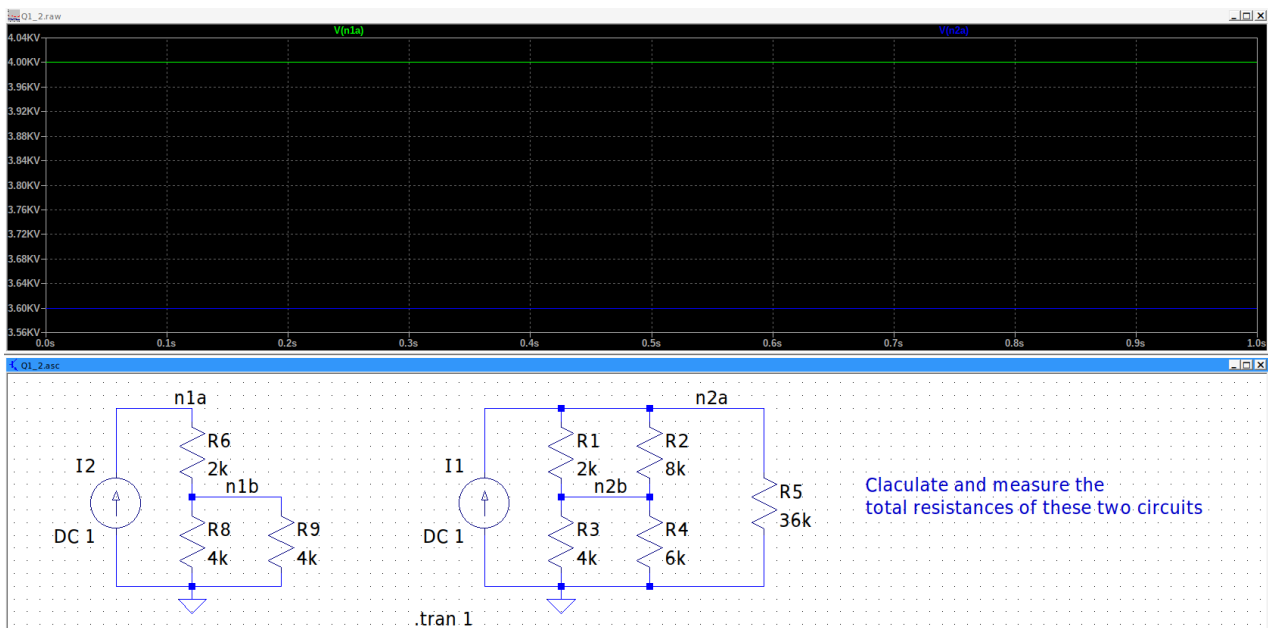 Q1_2.raw
V(n1a)
V(n2a)
4.04KV
4.00KV
3.96KV
3.92KV
3.88KV
3.84KV
3.80KV
3.76KV
3.72KV
3.68KV
3.64KV
3.60KV
3.56KV
0.0s 0.1s 0.2s 0.3s 0.4s 0.5s 0.6s 0.7s 0.8s 0.9s 1.0s
Q1_2.asc
n1a
R6
2k
I2
n1b
R8
4k
R9
4k
DC 1
n2a
R1
2k
R2
8k
I1
n2b
R5
36k
R3
4k
R4
6k
DC 1
Claculate and measure the
total resistances of these two circuits
.tran 1